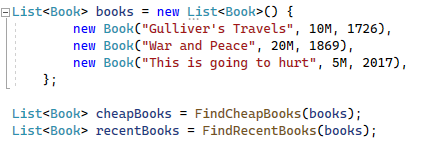 List<Book> books = new List<Book>() {
new Book("Gulliver's Travels", 10M, 1726),
new Book("War and Peace", 20M, 1869),
new Book("This is going to hurt", 5M, 2017),
};
List<Book> cheapBooks = FindCheapBooks(books);
List<Book> recentBooks = FindRecentBooks(books);